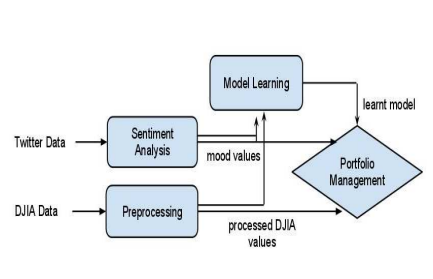 Model Learning
learnt model
Twitter Data
Sentiment
Analysis
mood values
Portfolio
Management
DJIA Data
Preprocessing
processed DJIA
values